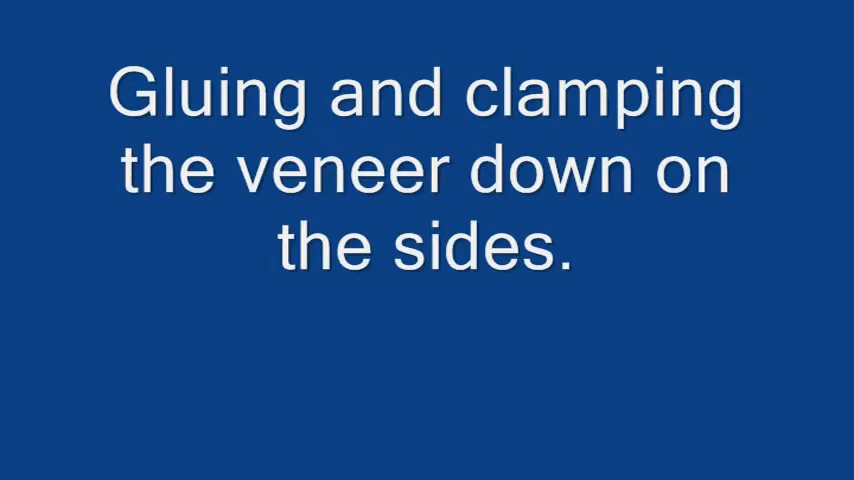 Gluing and clamping
the veneer down on
the sides.